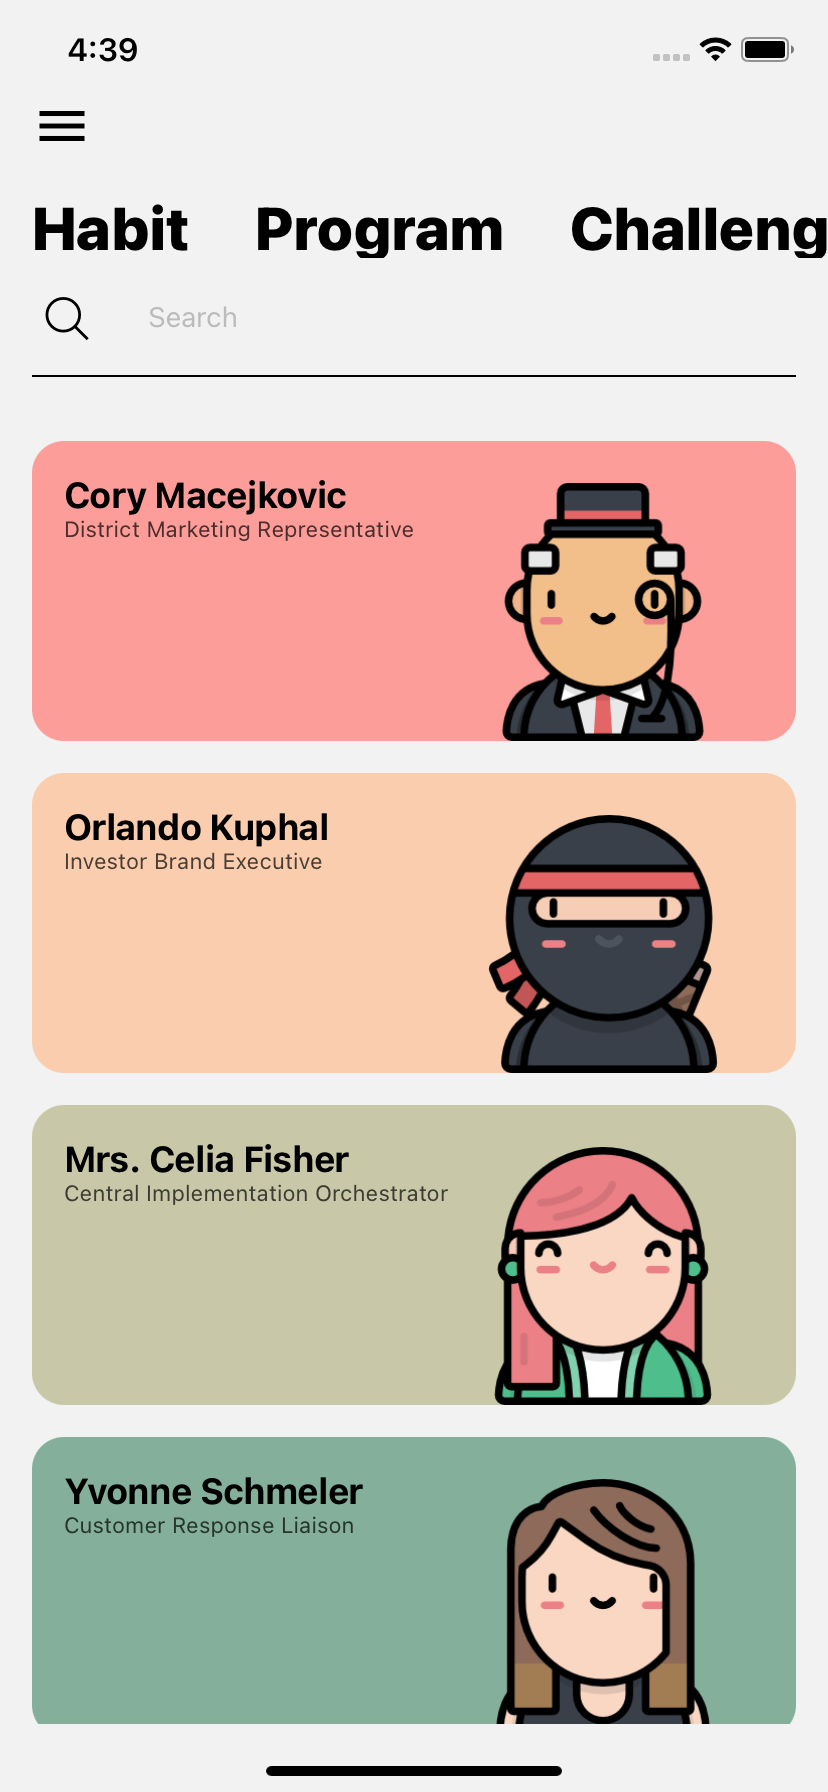 4:39
Habit Program Challeng
Search
Cory Macejkovic
District Marketing Representative
Orlando Kuphal
Investor Brand Executive
Mrs. Celia Fisher
Central Implementation Orchestrator
Yvonne Schmeler
Customer Response Liaison